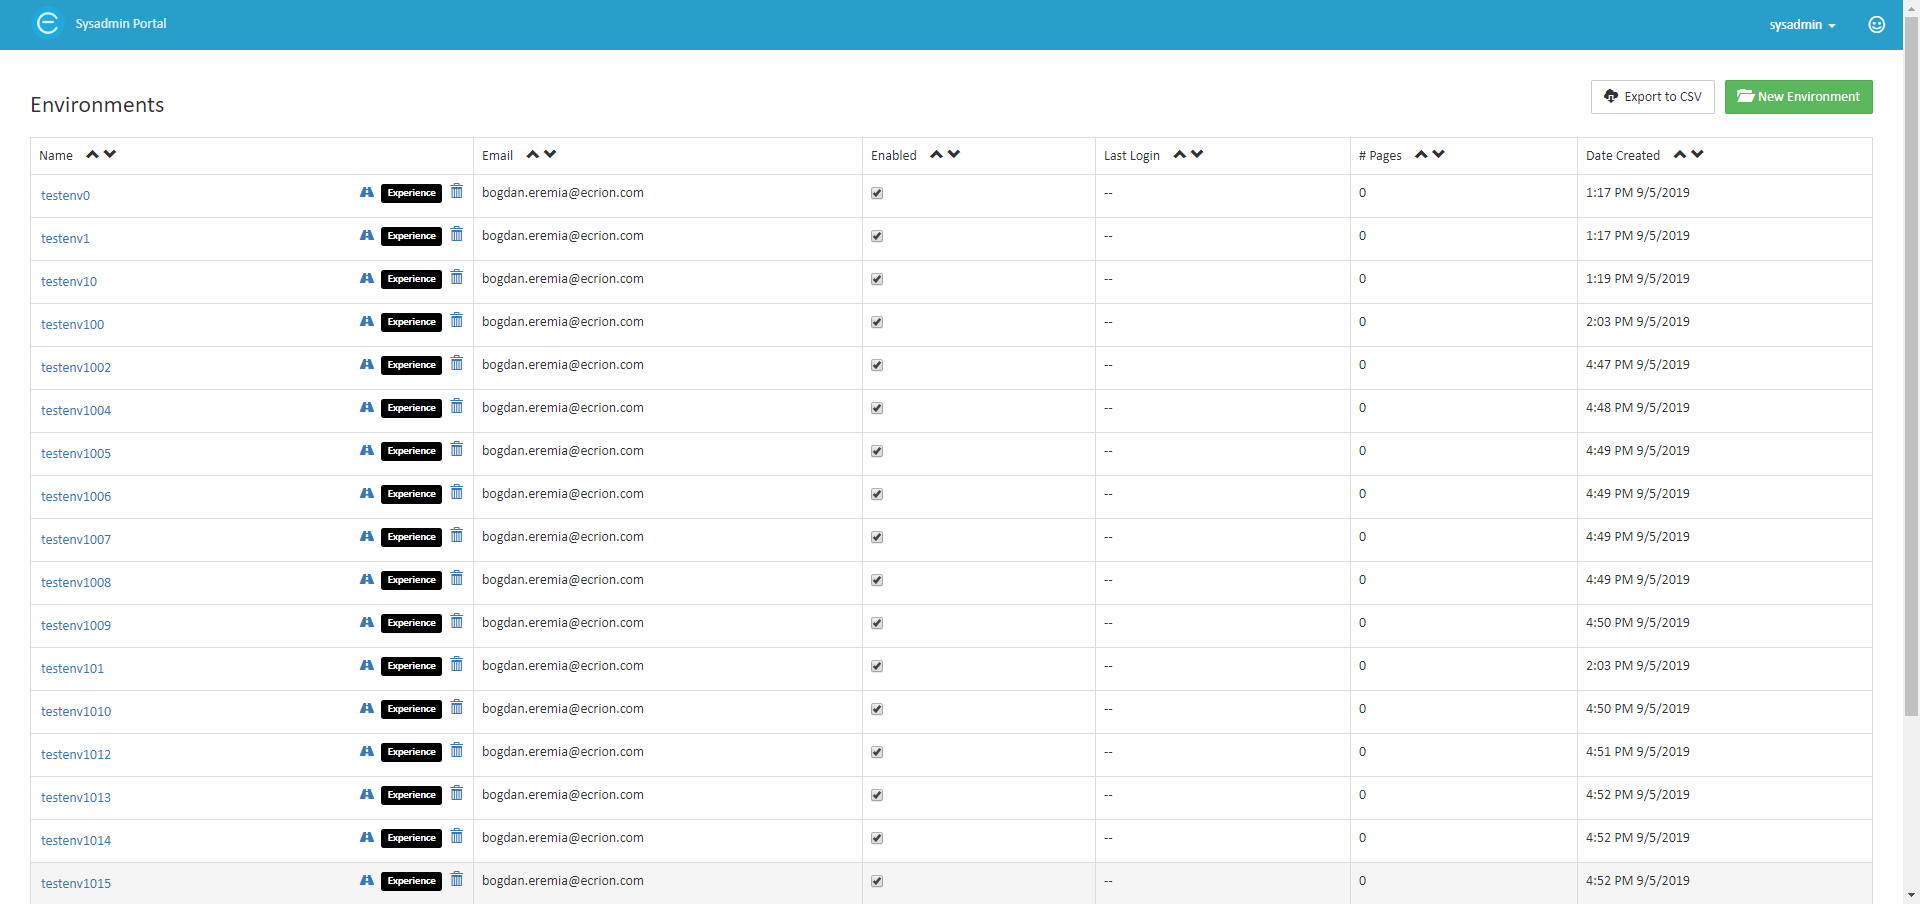 Sysadmin Portal sysadmin
Environments Export to CSV New Environment
Name Email Enabled Last Login # Pages Date Created
testenv0 Experience bogdan.eremia@ecrion.com -- 0 1:17 PM 9/5/2019
testenv1 Experience bogdan.eremia@ecrion.com -- 0 1:17 PM 9/5/2019
testenv10 Experience bogdan.eremia@ecrion.com -- 0 1:19 PM 9/5/2019
testenv100 Experience bogdan.eremia@ecrion.com -- 0 2:03 PM 9/5/2019
testenv1002 Experience bogdan.eremia@ecrion.com -- 0 4:47 PM 9/5/2019
testenv1004 Experience bogdan.eremia@ecrion.com -- 0 4:48 PM 9/5/2019
testenv1005 Experience bogdan.eremia@ecrion.com -- 0 4:49 PM 9/5/2019
testenv1006 Experience bogdan.eremia@ecrion.com -- 0 4:49 PM 9/5/2019
testenv1007 Experience bogdan.eremia@ecrion.com -- 0 4:49 PM 9/5/2019
testenv1008 Experience bogdan.eremia@ecrion.com -- 0 4:49 PM 9/5/2019
testenv1009 Experience bogdan.eremia@ecrion.com -- 0 4:50 PM 9/5/2019
testenv101 Experience bogdan.eremia@ecrion.com -- 0 2:03 PM 9/5/2019
testenv1010 Experience bogdan.eremia@ecrion.com -- 0 4:50 PM 9/5/2019
testenv1012 Experience bogdan.eremia@ecrion.com -- 0 4:51 PM 9/5/2019
testenv1013 Experience bogdan.eremia@ecrion.com -- 0 4:52 PM 9/5/2019
testenv1014 Experience bogdan.eremia@ecrion.com -- 0 4:52 PM 9/5/2019
testenv1015 Experience bogdan.eremia@ecrion.com -- 0 4:52 PM 9/5/2019